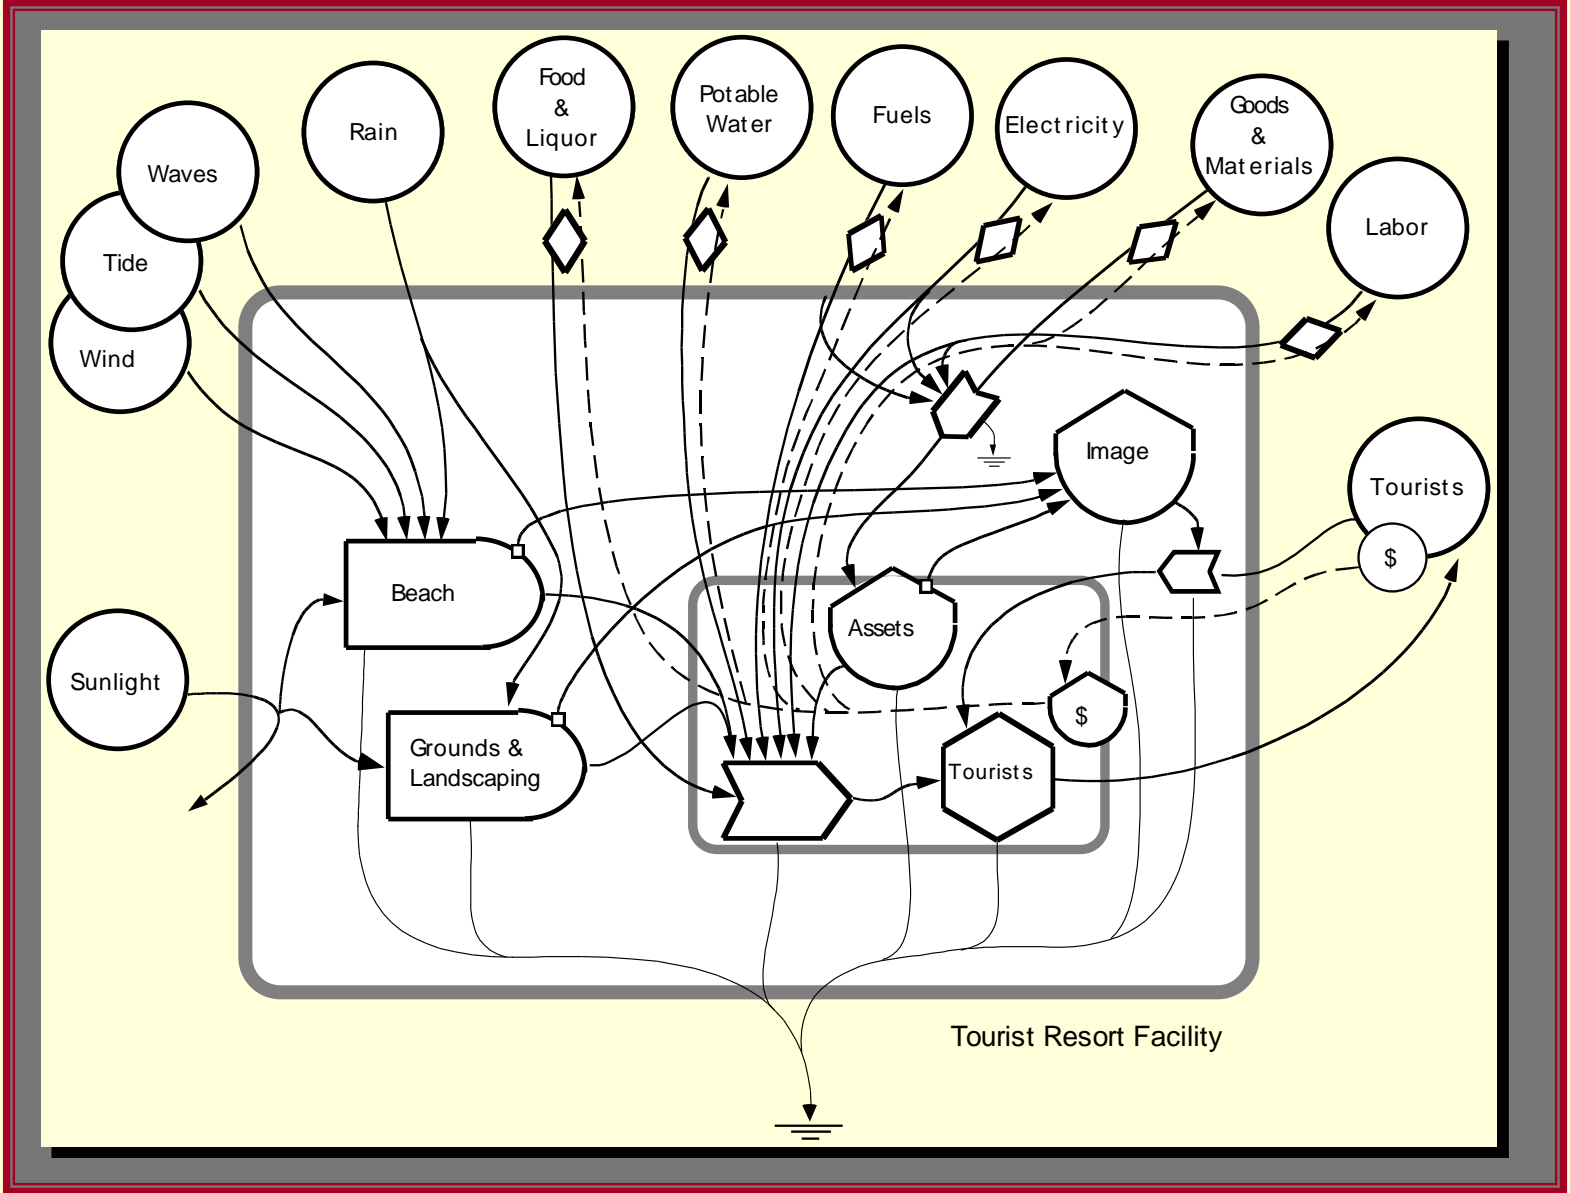 Food
&
Liquor
Potable
Water
Fuels
Electricity
Goods
&
Materials
Rain
Waves
Labor
Tide
Wind
Image
Tourists
$
Beach
Assets
Sunlight
$
Grounds &
Landscaping
Tourists
Tourist Resort Facility